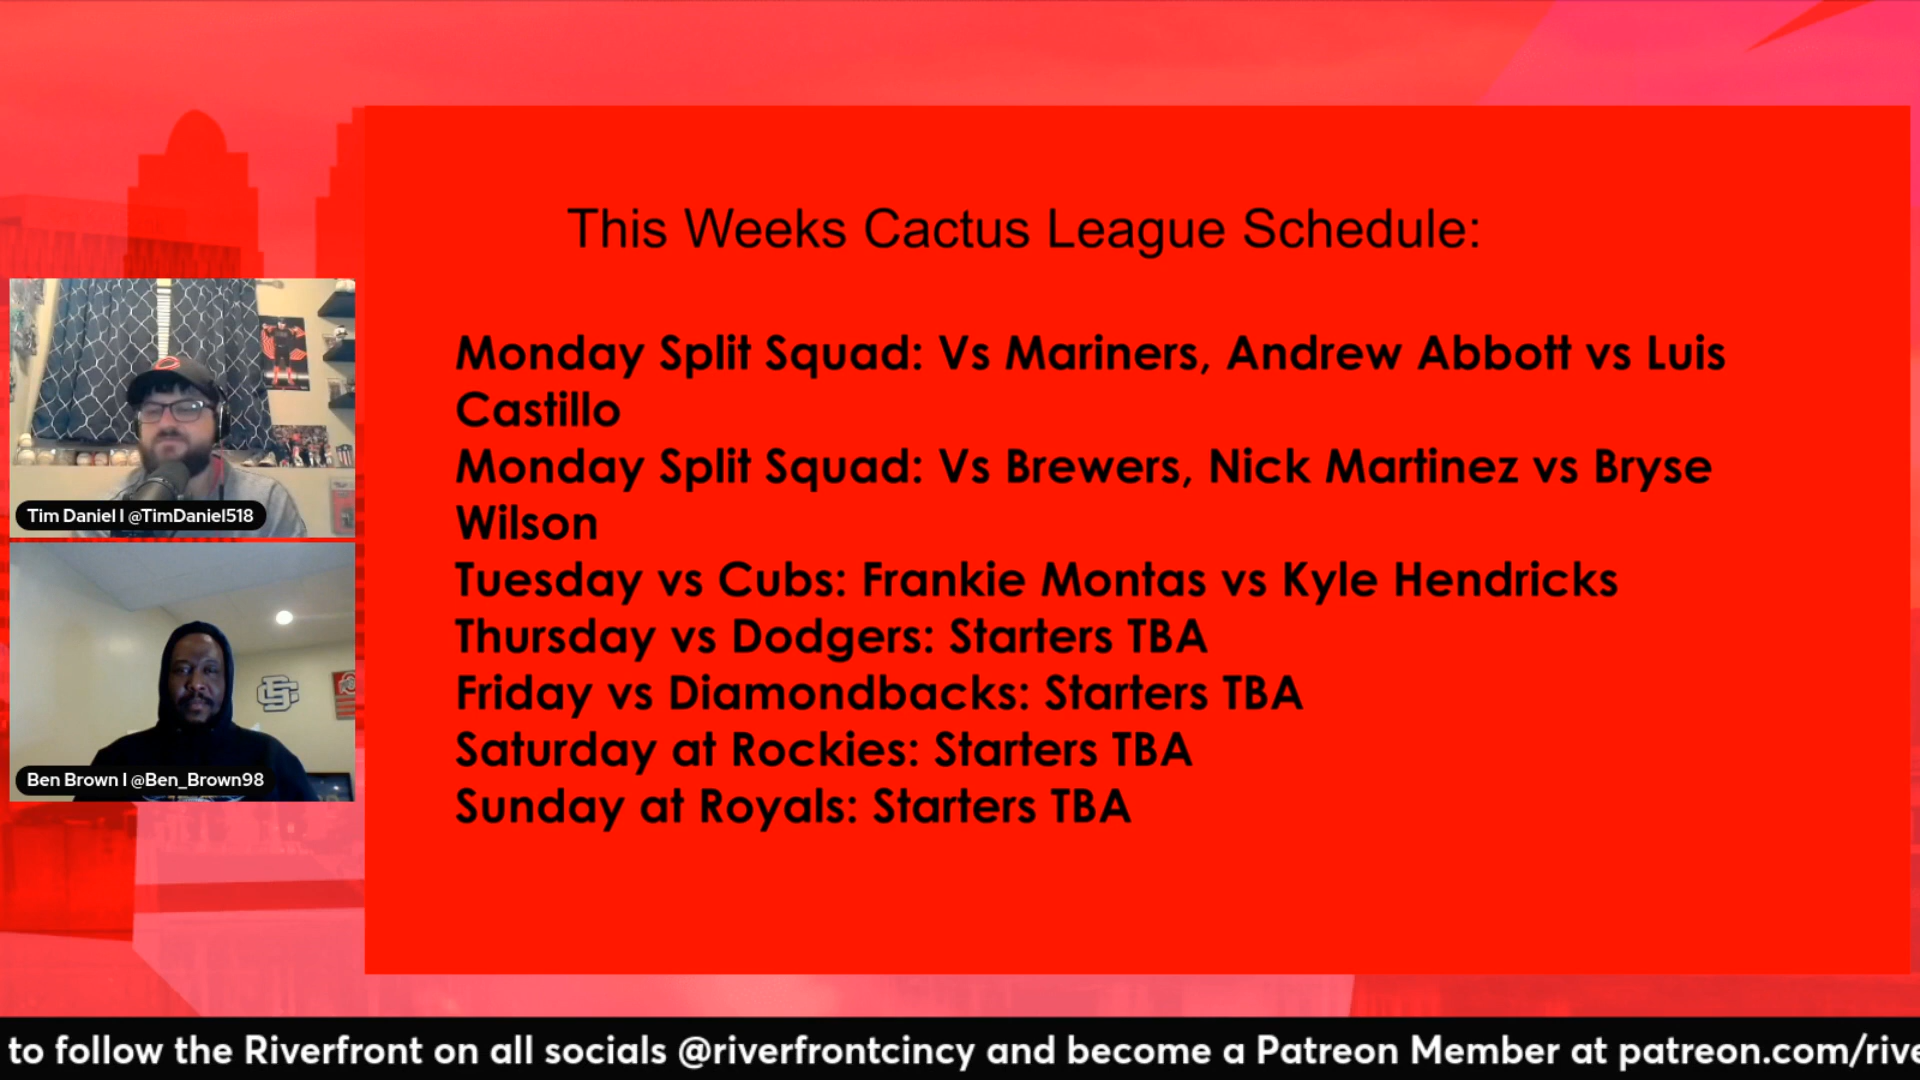 This Weeks Cactus League Schedule:
Monday Split Squad: Vs Mariners, Andrew Abbott vs Luis
Castillo
Monday Split Squad: Vs Brewers, Nick Martinez vs Bryse
Wilson
Tuesday vs Cubs: Frankie Montas vs Kyle Hendricks
Thursday vs Dodgers: Starters TBA
Friday vs Diamondbacks: Starters TBA
Saturday at Rockies: Starters TBA
Sunday at Royals: Starters TBA
Tim Daniel I @TimDaniel518
Ben Brown I @Ben_Brown98
to follow the Riverfront on all socials @riverfrontcincy and become a Patreon Member at patreon.com/rive